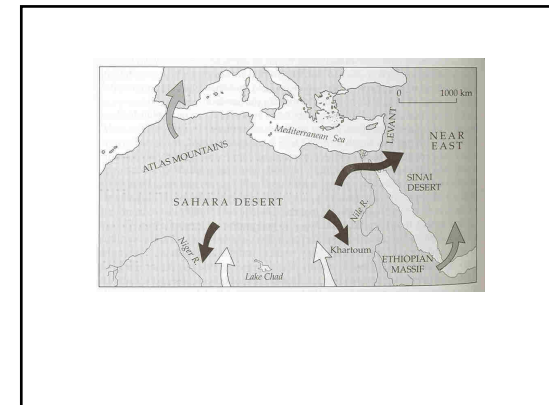 0 1000 km
LEVANT
NEAR
EAST
Mediterranean Sea
ATLAS MOUNTAINS
SINAI
DESERT
SAHARA DESERT
Nile R.
Niger R.
Khartoum
ETHIOPIAN
MASSIF
Lake Chad